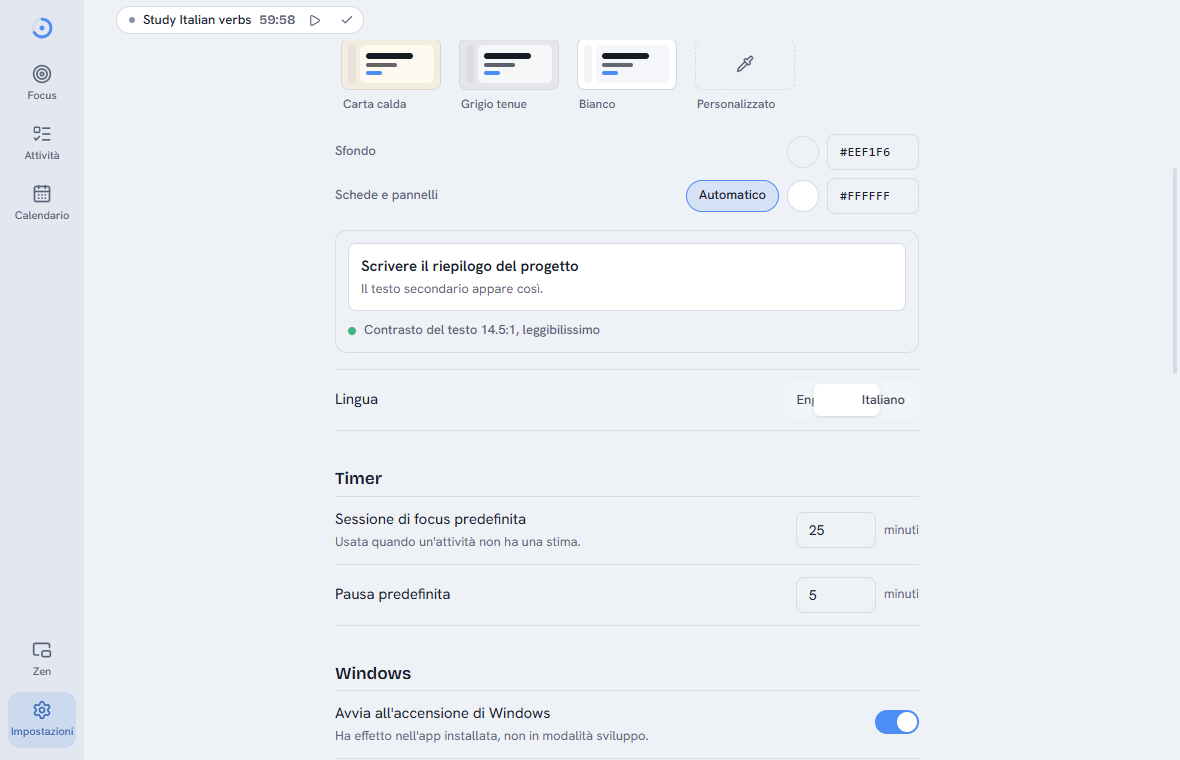 Study Italian verbs 59:58
Focus
Attività
Calendario
Zen
Impostazioni
Carta calda
Grigio tenue
Bianco
Personalizzato
Sfondo
#EEF1F6
Schede e pannelli
Automatico
#FFFFFF
Scrivere il riepilogo del progetto
Il testo secondario appare così.
Contrasto del testo 14.5:1, leggibilissimo
Lingua
Italiano
Timer
Sessione di focus predefinita
Usata quando un'attività non ha una stima.
25 minuti
Pausa predefinita
5 minuti
Windows
Avvia all'accensione di Windows
Ha effetto nell'app installata, non in modalità sviluppo.